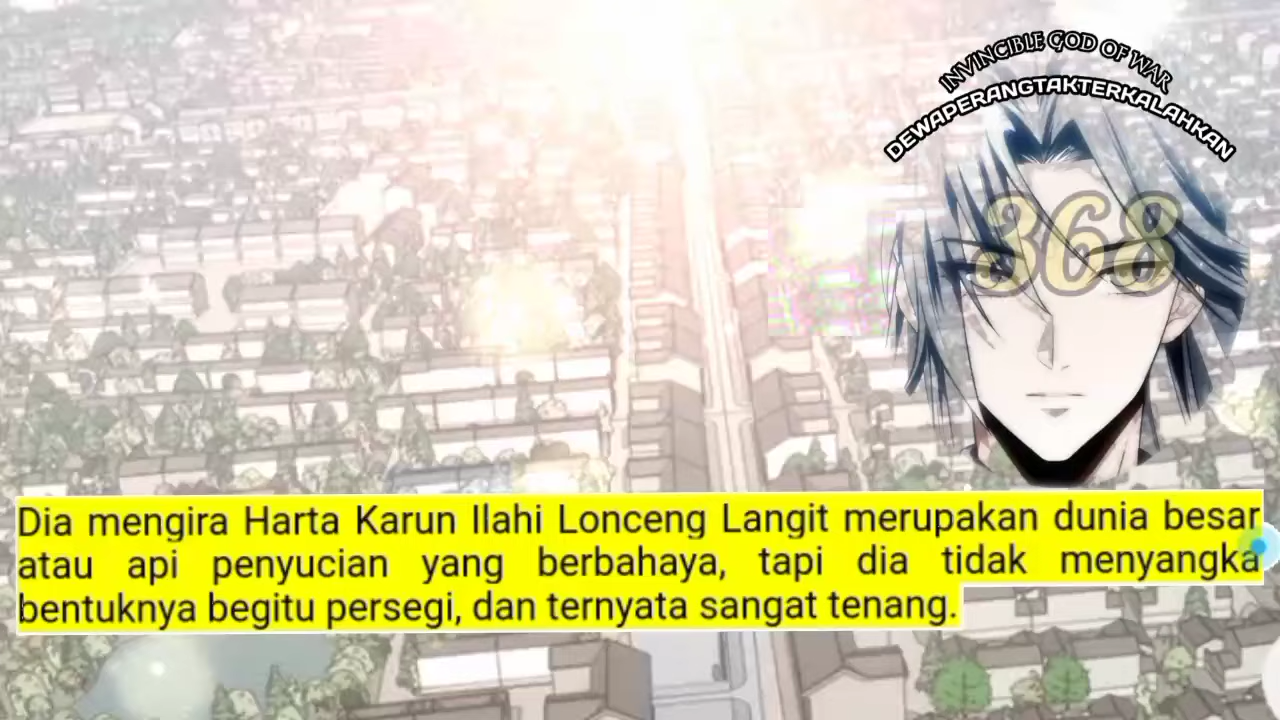 INVINCIBLE GOD OF WAR
DEWAPERANGTAKTERKALAHKAN
368
Dia mengira Harta Karun Ilahi Lonceng Langit merupakan dunia besar
atau api penyucian yang berbahaya, tapi dia tidak menyangka
bentuknya begitu persegi, dan ternyata sangat tenang.